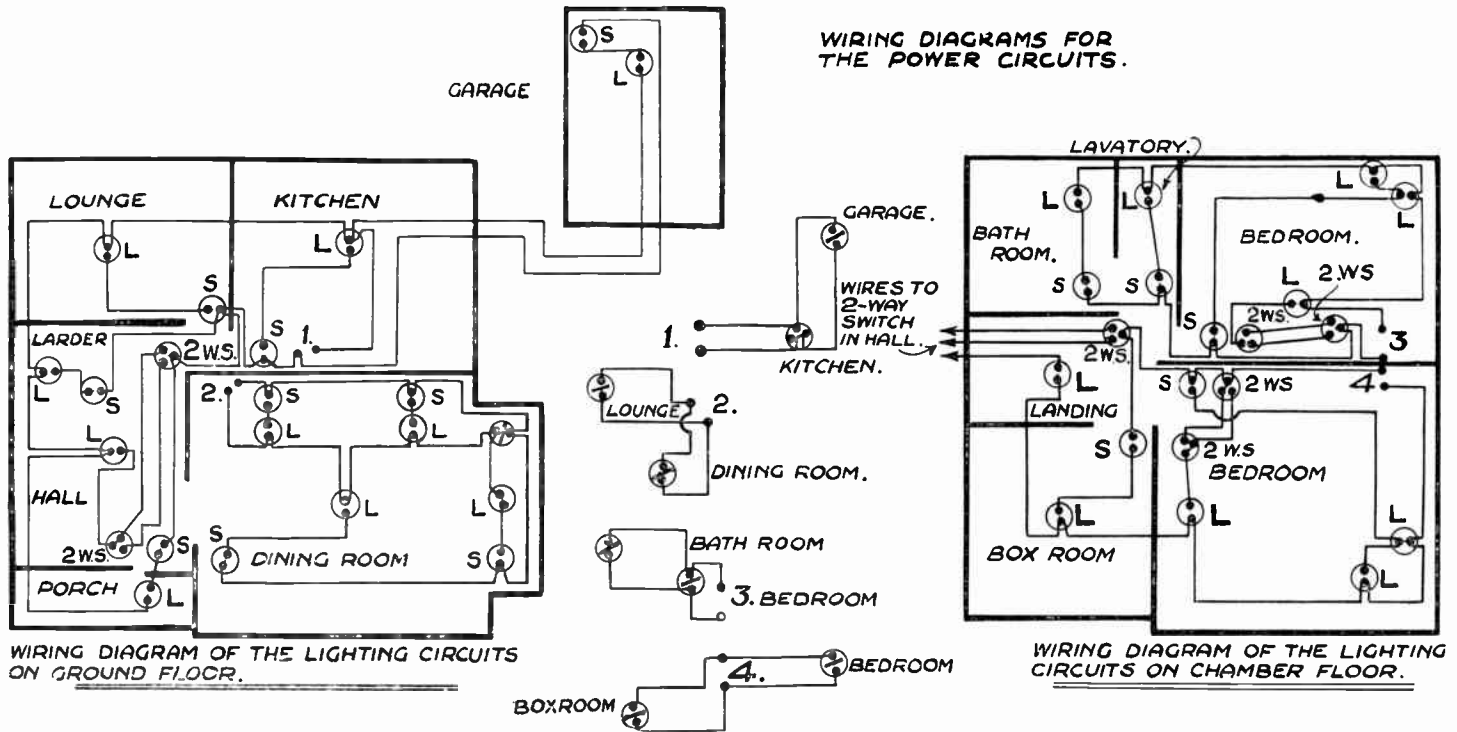 WIRING DIAGRAMS FOR
THE POWER CIRCUITS.
GARAGE
S
L
LOUNGE
KITCHEN
L
L
S
S
1.
LARDER
2 W.S.
L
S
2.
S
S
L
L
L
HALL
L
L
2 W.S.
S
S
DINING ROOM
S
PORCH
L
WIRING DIAGRAM OF THE LIGHTING CIRCUITS
ON GROUND FLOOR.
GARAGE.
WIRES TO
2-WAY
SWITCH
IN HALL.
1.
KITCHEN.
LOUNGE
2.
DINING ROOM.
BATH ROOM
3. BEDROOM
4.
BEDROOM
BOXROOM
LAVATORY.
L
L
L
L
BATH
ROOM.
BEDROOM.
S
S
L
2.WS
S
2WS.
2WS.
3
L
S
2WS
4
LANDING
S
2 W.S
BEDROOM
L
L
L
BOX ROOM
L
WIRING DIAGRAM OF THE LIGHTING
CIRCUITS ON CHAMBER FLOOR.